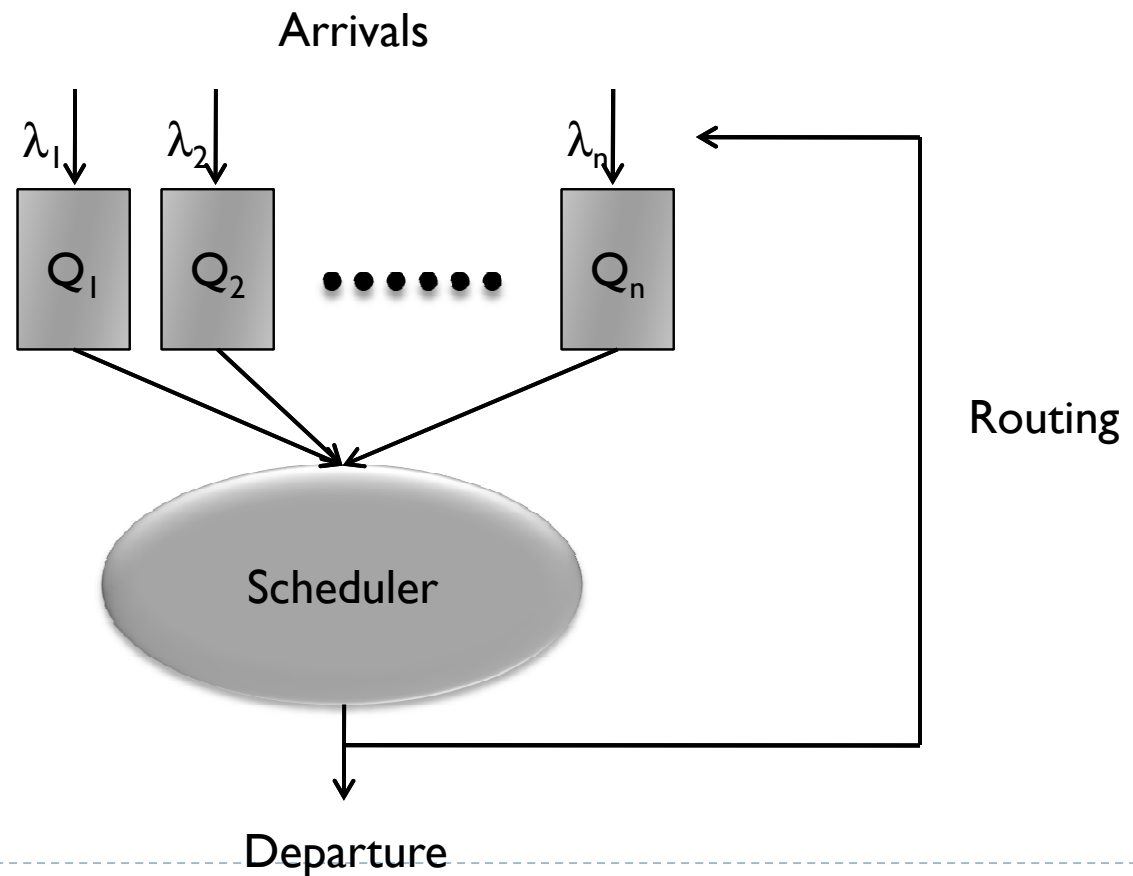 Arrivals
λ₁ λ₂ λₙ
Q₁ Q₂ Qₙ
Routing
Scheduler
Departure